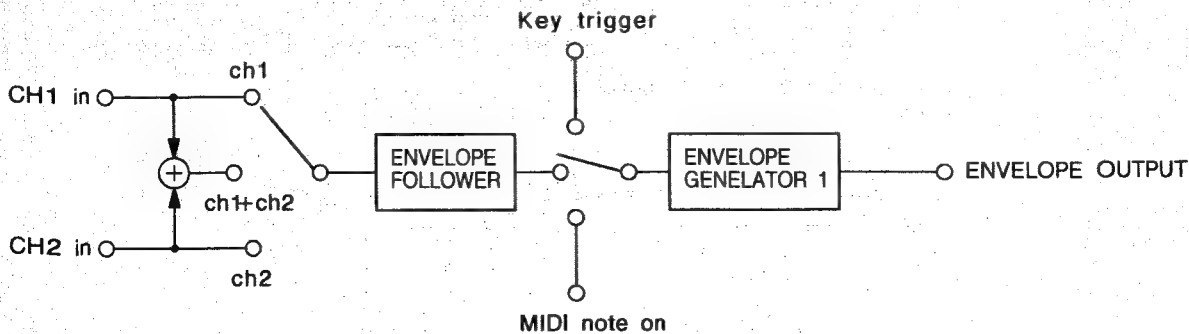 Key trigger
ch1
CH1 in
ENVELOPE
FOLLOWER
ENVELOPE
GENELATOR 1
ENVELOPE OUTPUT
ch1+ch2
CH2 in
ch2
MIDI note on